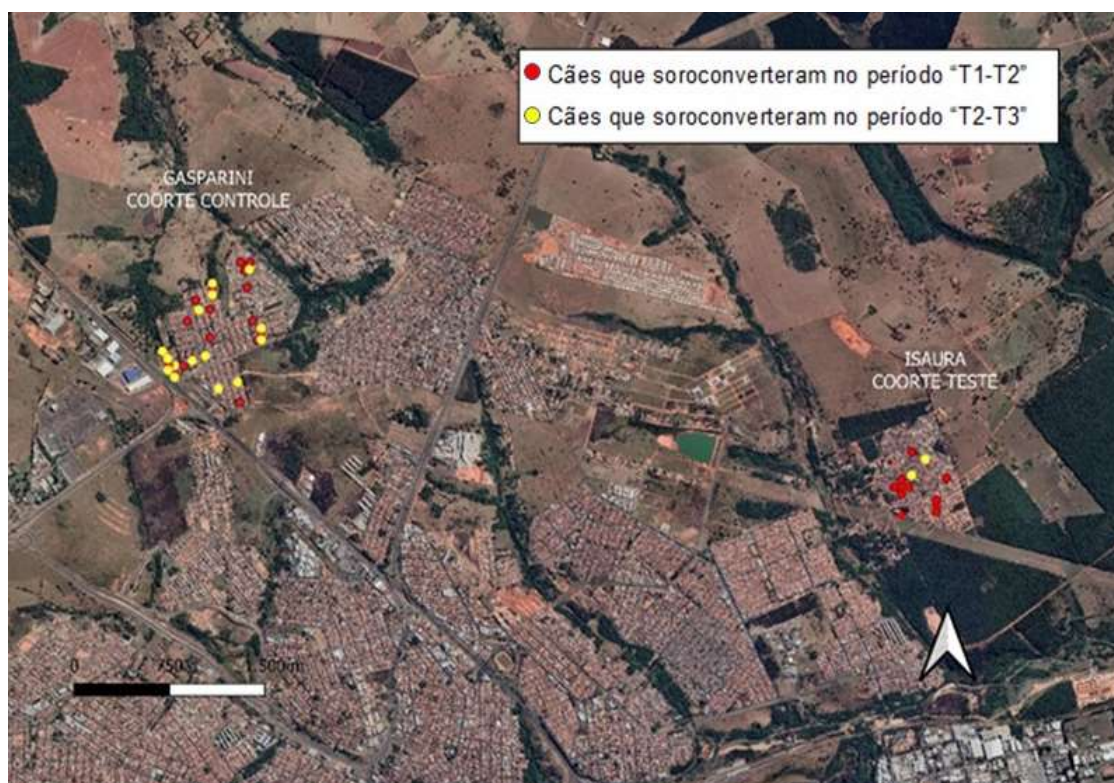 Cães que soroconverteram no período “T1-T2”
Cães que soroconverteram no período “T2-T3”
GASPARINI
COORTE CONTROLE
ISAURA
COORTE TESTE
0 750 1.500m